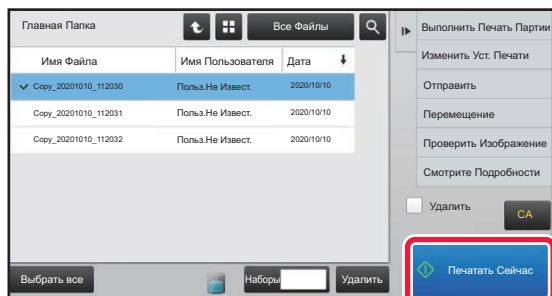 Главная Папка
Все Файлы
Имя Файла Имя Пользователя Дата
Copy_20201010_112030 Польз.Не Извест. 2020/10/10
Copy_20201010_112031 Польз.Не Извест. 2020/10/10
Copy_20201010_112032 Польз.Не Извест. 2020/10/10
Выбрать все
Наборы
Удалить
Выполнить Печать Партии
Изменить Уст. Печати
Отправить
Перемещение
Проверить Изображение
Смотрите Подробности
Удалить
CA
Печатать Сейчас